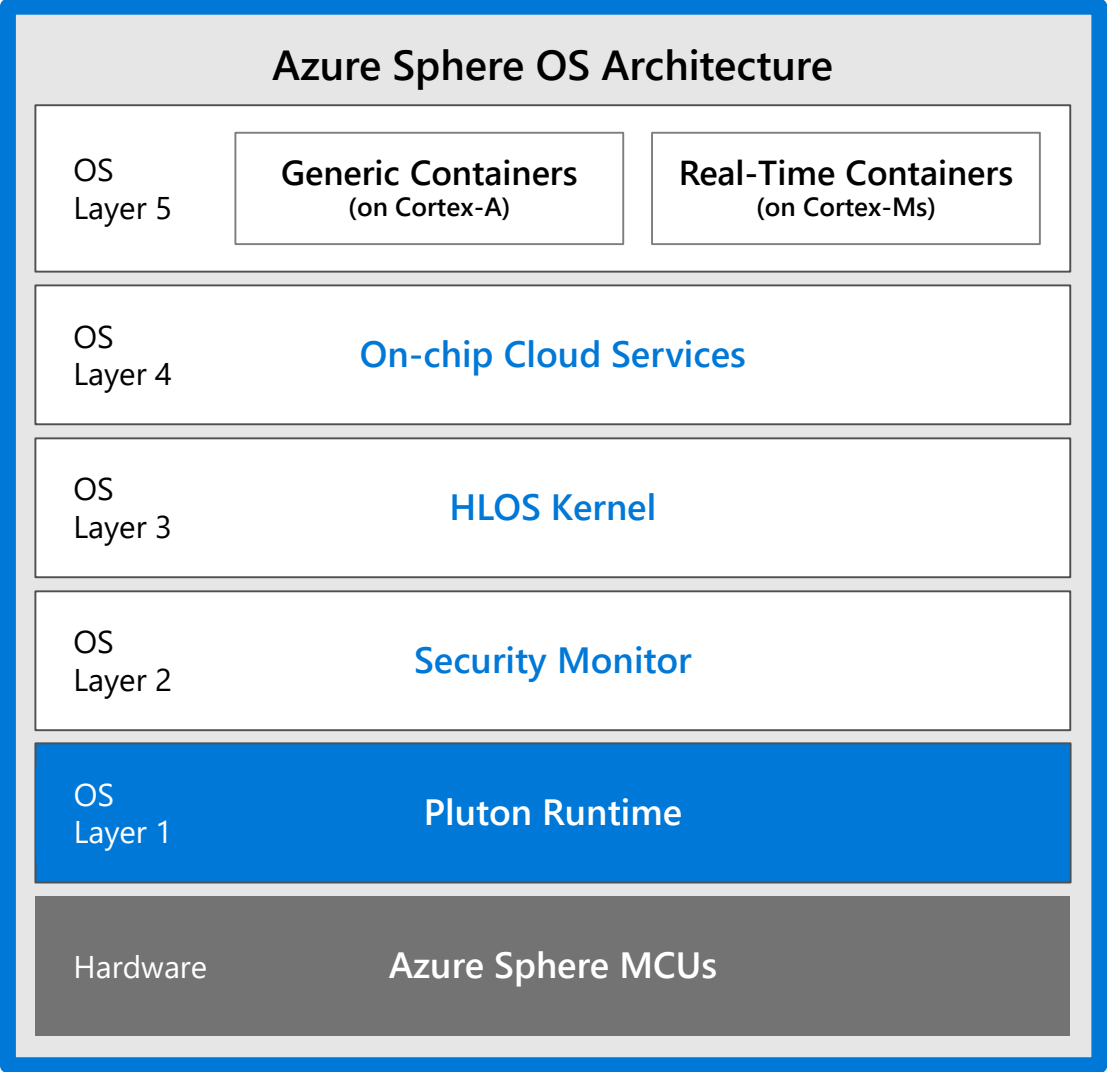 Azure Sphere OS Architecture
OS
Layer 5
Generic Containers
(on Cortex-A)
Real-Time Containers
(on Cortex-Ms)
OS
Layer 4
On-chip Cloud Services
OS
Layer 3
HLOS Kernel
OS
Layer 2
Security Monitor
OS
Layer 1
Pluton Runtime
Hardware
Azure Sphere MCUs